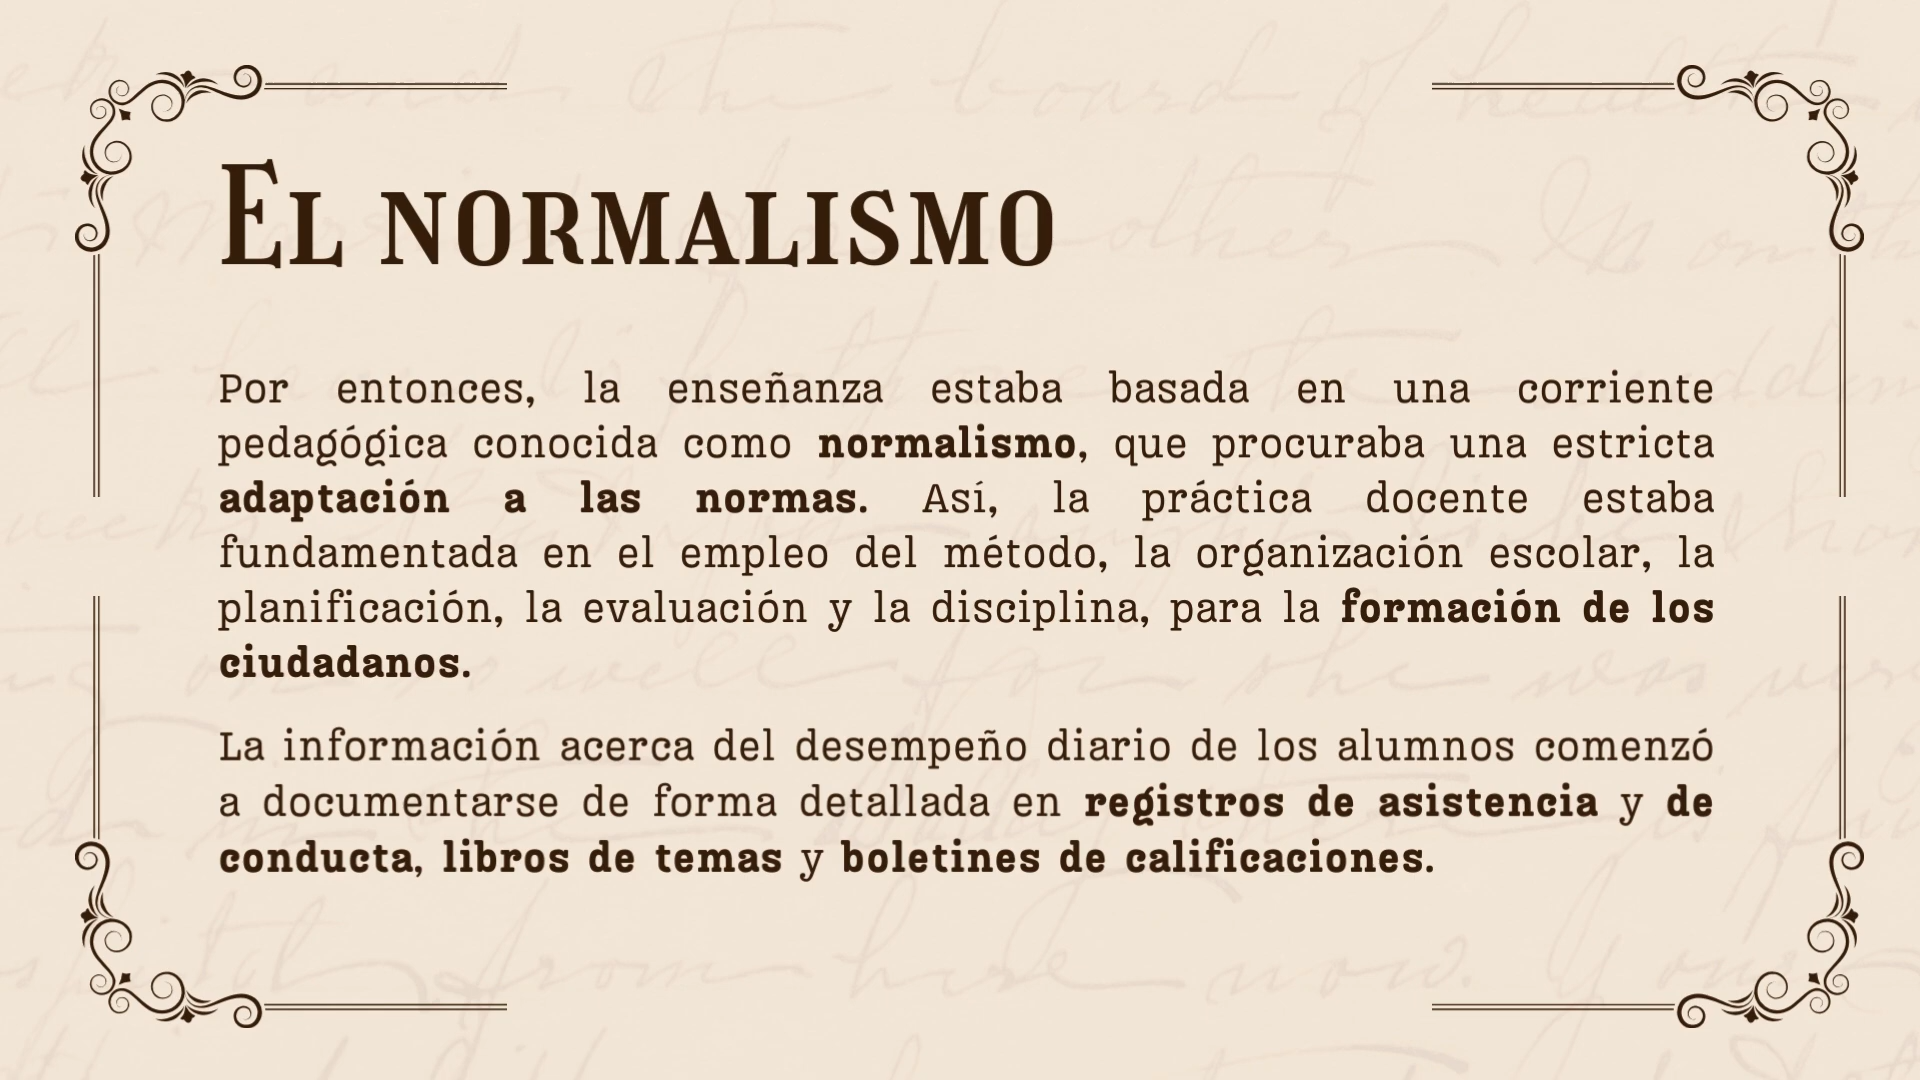 El normalismo
Por entonces, la enseñanza estaba basada en una corriente
pedagógica conocida como normalismo, que procuraba una estricta
adaptación a las normas. Así, la práctica docente estaba
fundamentada en el empleo del método, la organización escolar, la
planificación, la evaluación y la disciplina, para la formación de los
ciudadanos.
La información acerca del desempeño diario de los alumnos comenzó
a documentarse de forma detallada en registros de asistencia y de
conducta, libros de temas y boletines de calificaciones.